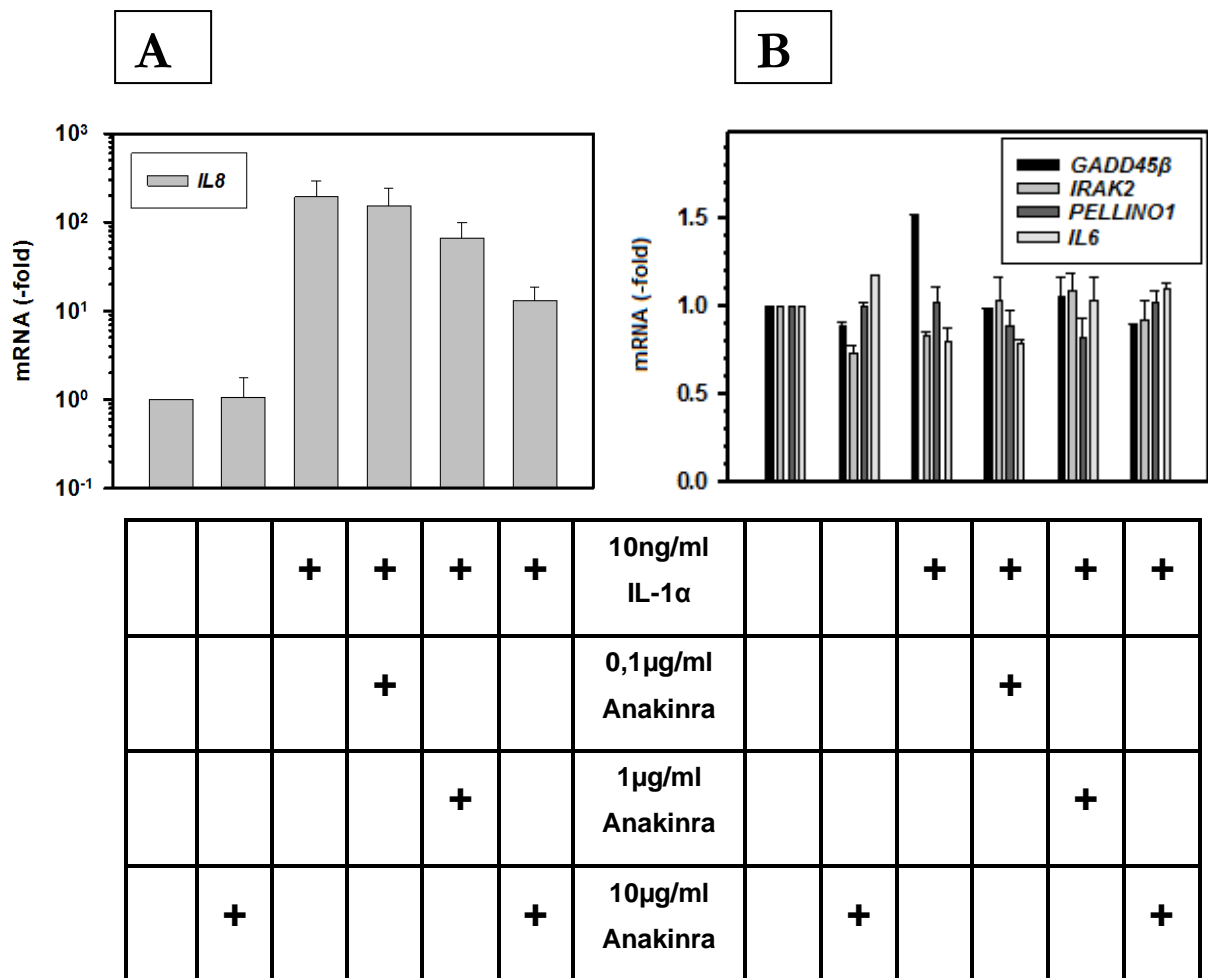 A
B
10³
10²
10¹
10⁰
10⁻¹
mRNA (-fold)
IL8
1.5
1.0
0.5
0.0
mRNA (-fold)
GADD45β
IRAK2
PELLINO1
IL6
+ + + + 10ng/ml IL-1α + + + +
+ 0,1µg/ml Anakinra +
+ 1µg/ml Anakinra +
+ + 10µg/ml Anakinra + +